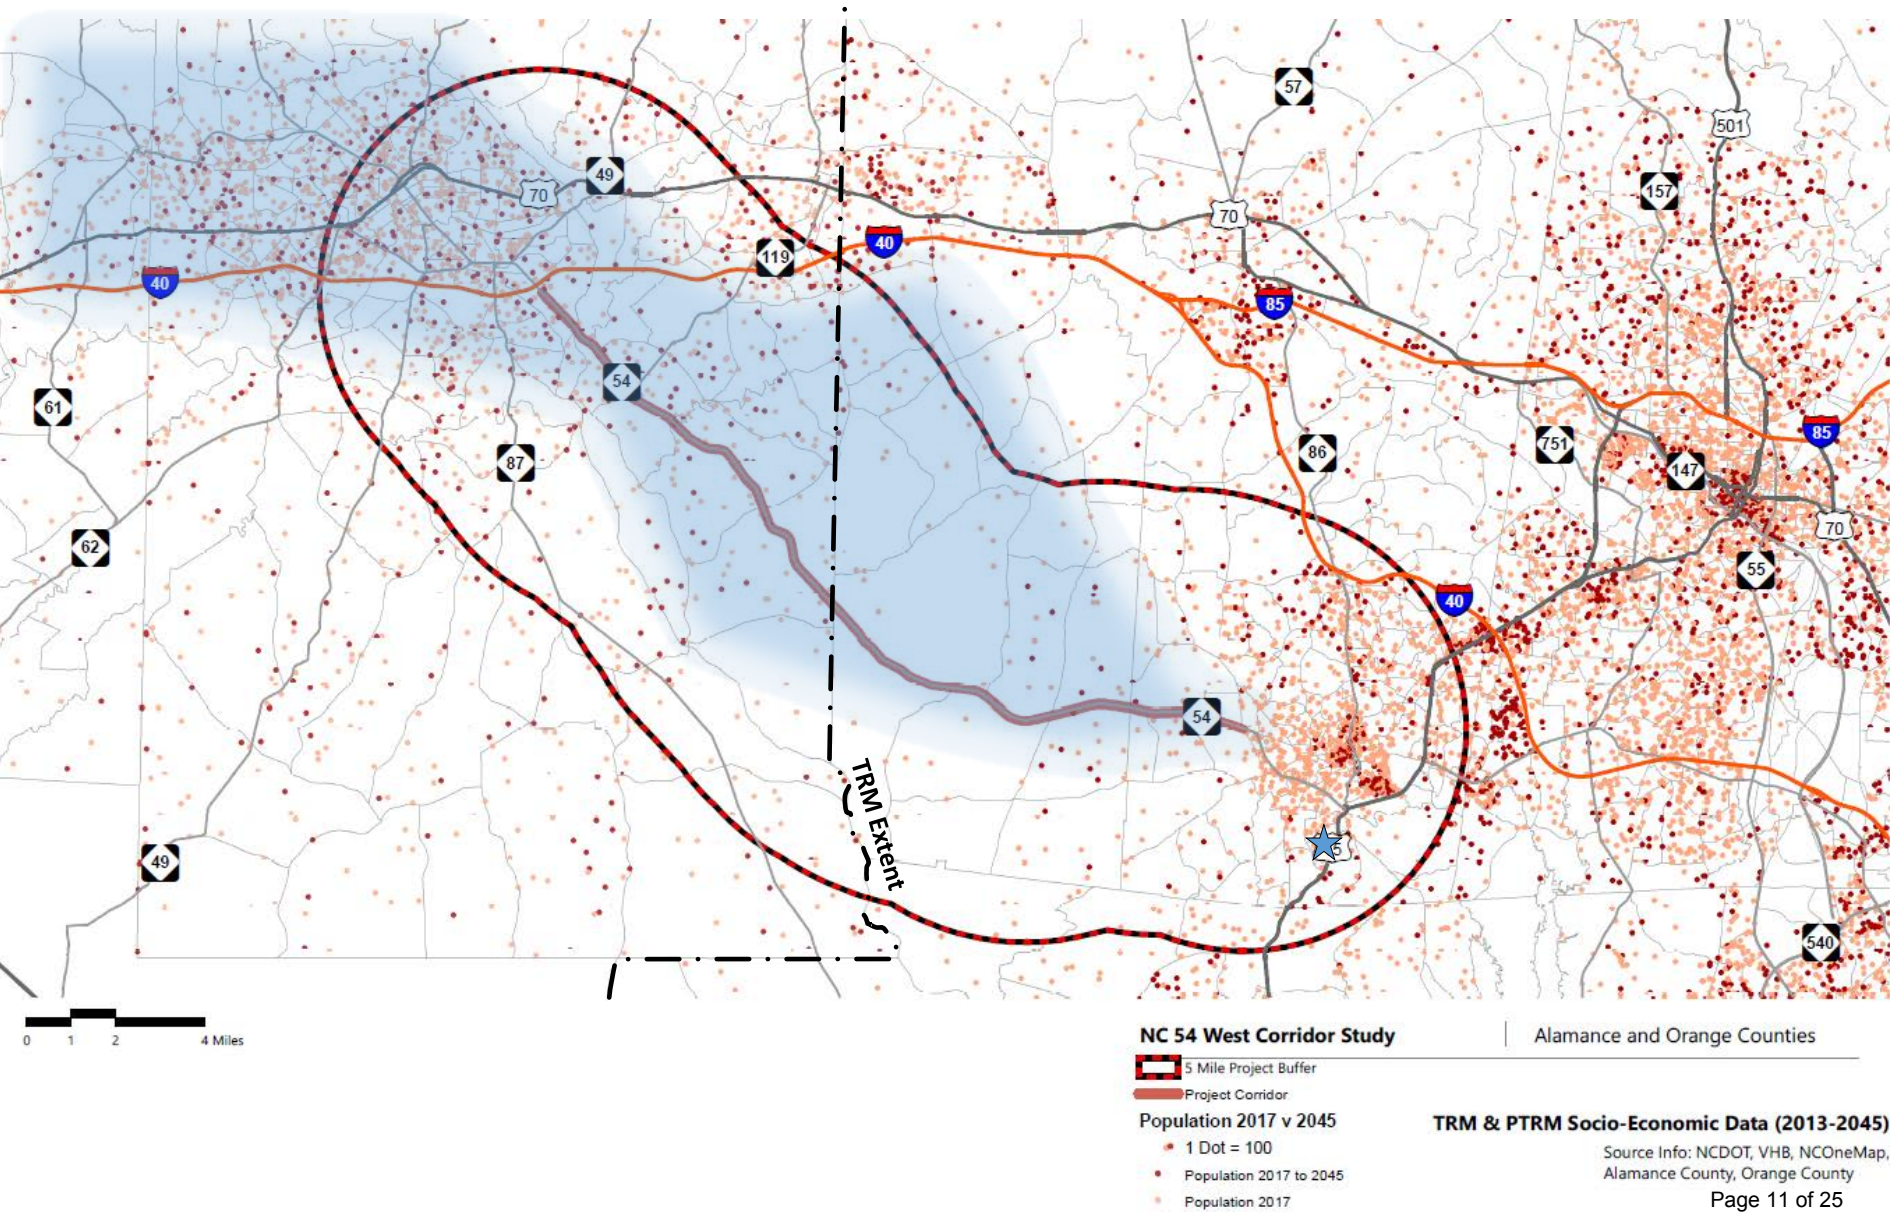 57
501
157
49
70
70
119
40
40
85
54
61
87
86
751
85
147
70
62
55
40
54
TRM Extent
49
5
540
0 1 2 4 Miles
NC 54 West Corridor Study | Alamance and Orange Counties
5 Mile Project Buffer
Project Corridor
Population 2017 v 2045
1 Dot = 100
Population 2017 to 2045
Population 2017
TRM & PTRM Socio-Economic Data (2013-2045)
Source Info: NCDOT, VHB, NCOneMap,
Alamance County, Orange County
Page 11 of 25